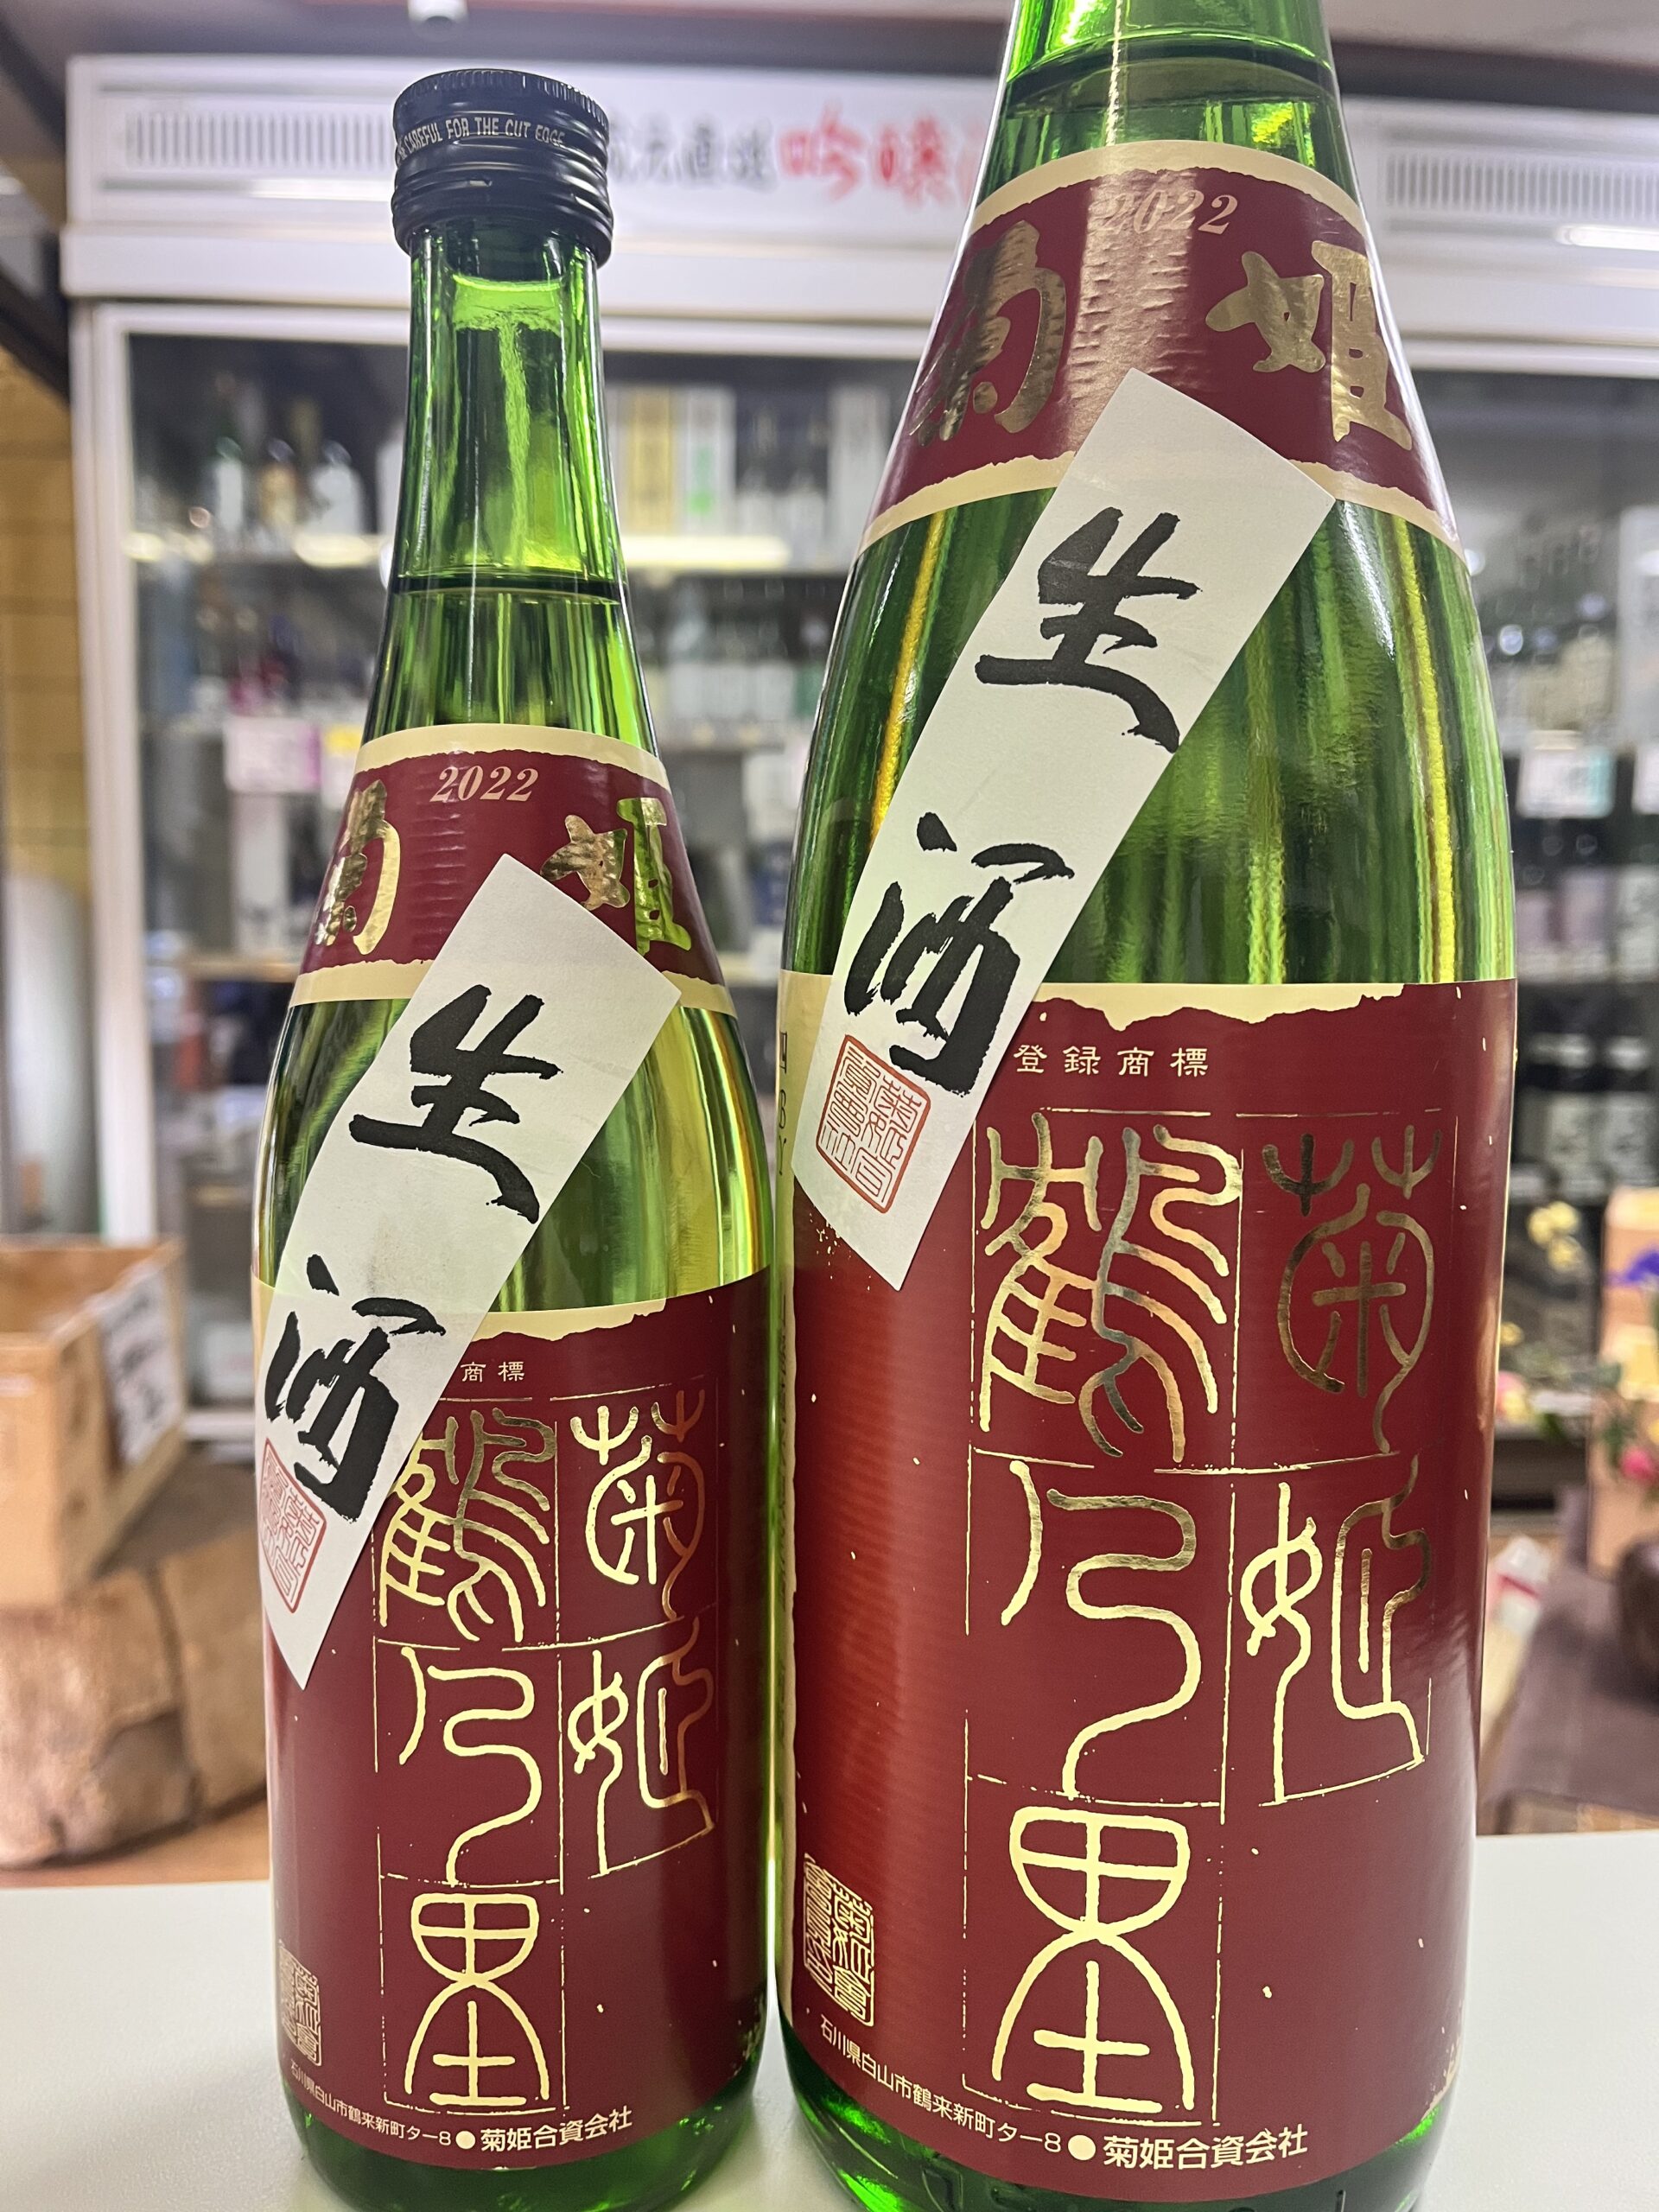 CAREFUL FOR THE CUT EDGE
2022
菊姫
生酒
商標
菊姫
鶴乃里
石川県白山市鶴来新町ター8●菊姫合資会社
吟醸
2022
菊姫
生酒
登録商標
菊姫
鶴乃里
石川県白山市鶴来新町ター8●菊姫合資会社